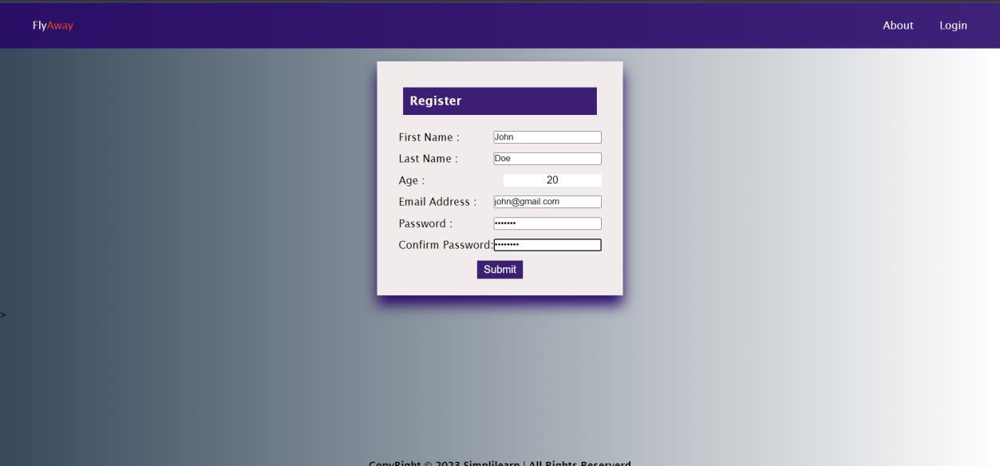 FlyAway About Login
Register
First Name : John
Last Name : Doe
Age : 20
Email Address : john@gmail.com
Password : •••••••
Confirm Password: ••••••••
Submit
>
CopyRight © 2023 Simplilearn | All Rights Reserverd